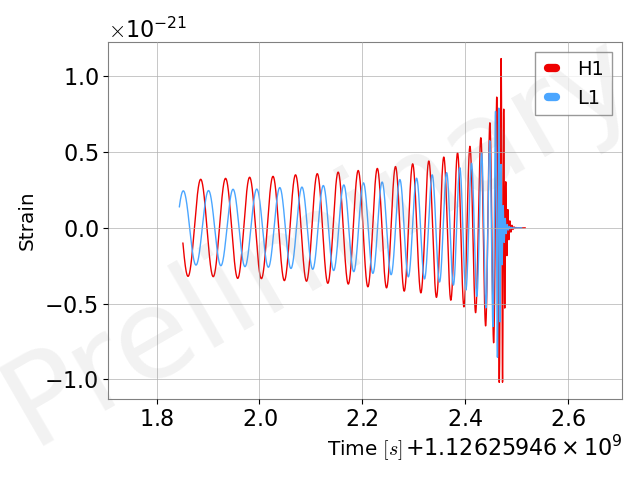 ×10⁻²¹
H1
L1
1.0
0.5
0.0
−0.5
−1.0
Strain
1.8 2.0 2.2 2.4 2.6
Time [s] +1.12625946 × 10⁹
Preliminary